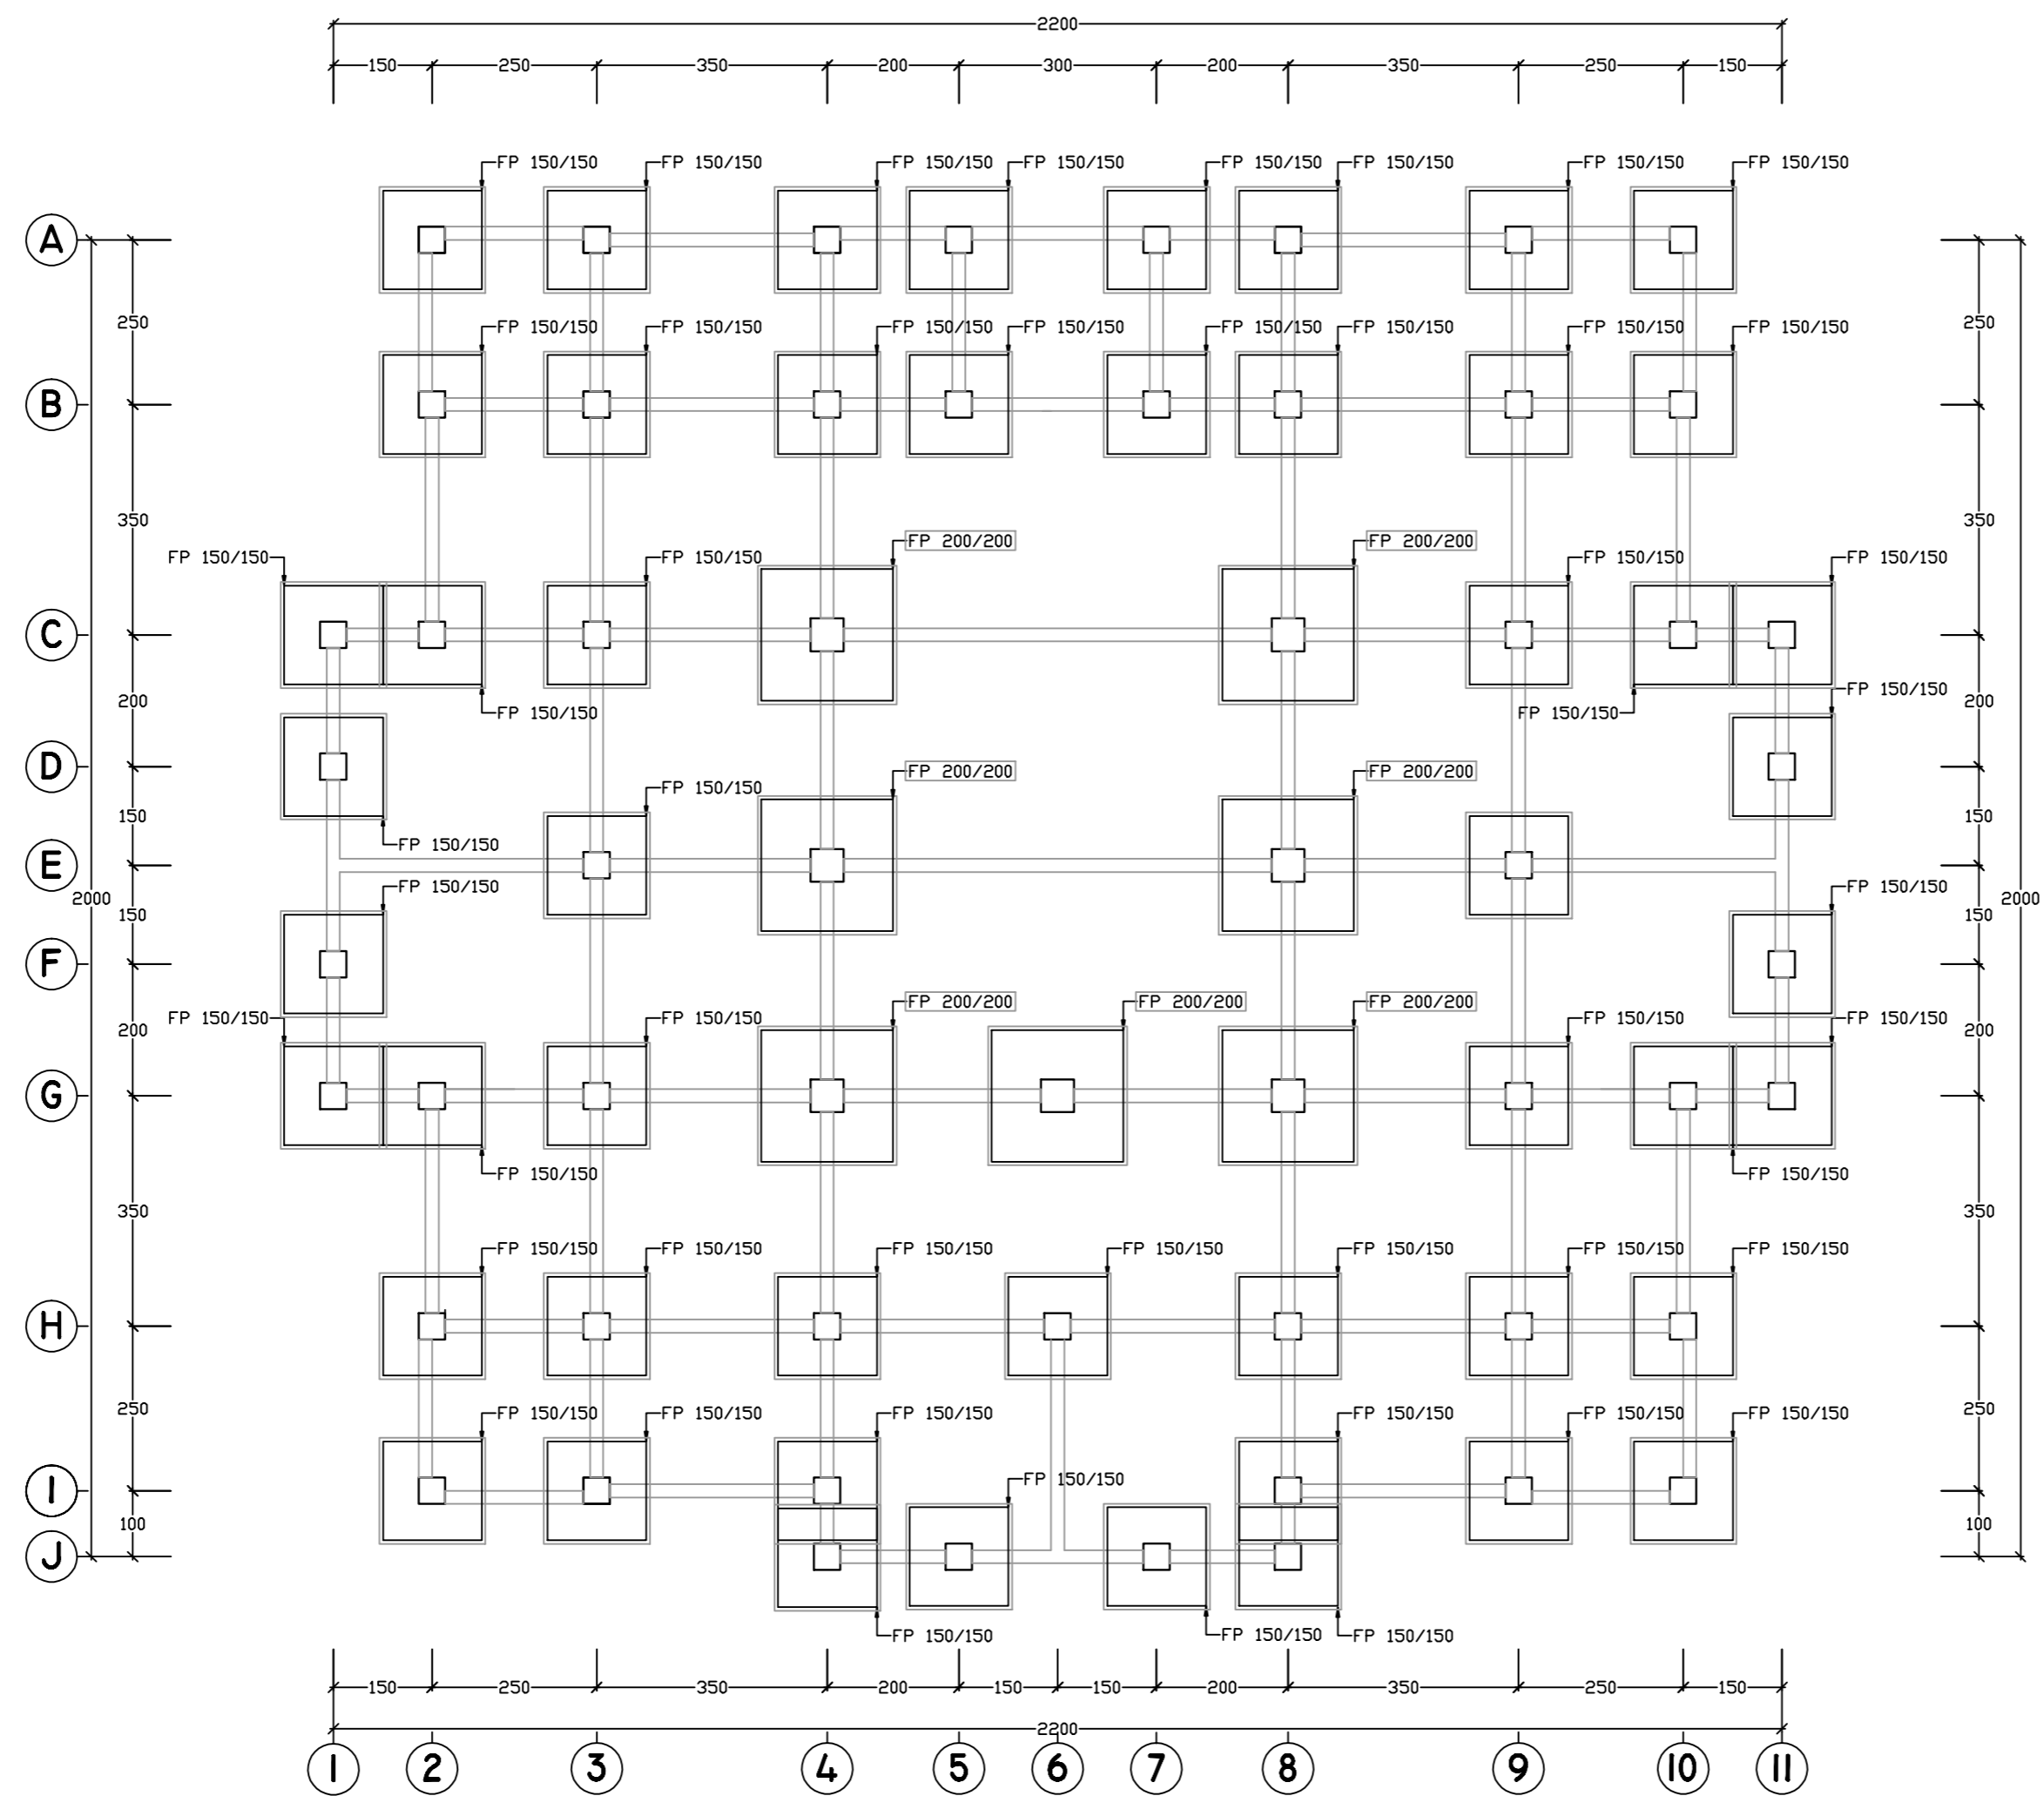 2200
150 250 350 200 300 200 350 250 150
FP 150/150 FP 150/150 FP 150/150 FP 150/150 FP 150/150 FP 150/150 FP 150/150 FP 150/150
A
250 250
FP 150/150 FP 150/150 FP 150/150 FP 150/150 FP 150/150 FP 150/150 FP 150/150 FP 150/150
B
350 350
FP 200/200 FP 200/200
FP 150/150 FP 150/150 FP 150/150 FP 150/150
C
200 FP 150/150 200
FP 150/150 FP 150/150
D
FP 200/200 FP 200/200
FP 150/150
150 150
FP 150/150
E
FP 150/150 FP 150/150
2000 2000
150 150
F
FP 200/200 FP 200/200 FP 200/200
FP 150/150 FP 150/150 FP 150/150 FP 150/150
200 200
G
FP 150/150 FP 150/150
350 350
FP 150/150 FP 150/150 FP 150/150 FP 150/150 FP 150/150 FP 150/150 FP 150/150
H
250 250
FP 150/150 FP 150/150 FP 150/150 FP 150/150 FP 150/150 FP 150/150
FP 150/150
I
100 100
J
FP 150/150 FP 150/150 FP 150/150
150 250 350 200 150 150 200 350 250 150
2200
1 2 3 4 5 6 7 8 9 10 11